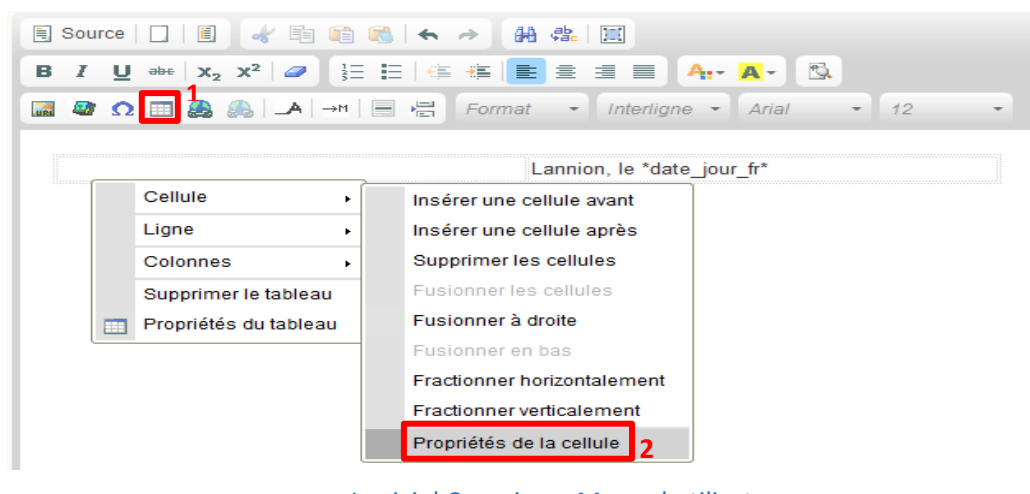 Source
B I U abc X2 X2 A A
1
URL Ω A M Format Interligne Arial 12
Lannion, le *date_jour_fr*
Cellule
Ligne
Colonnes
Supprimer le tableau
Propriétés du tableau
Insérer une cellule avant
Insérer une cellule après
Supprimer les cellules
Fusionner les cellules
Fusionner à droite
Fusionner en bas
Fractionner horizontalement
Fractionner verticalement
Propriétés de la cellule 2